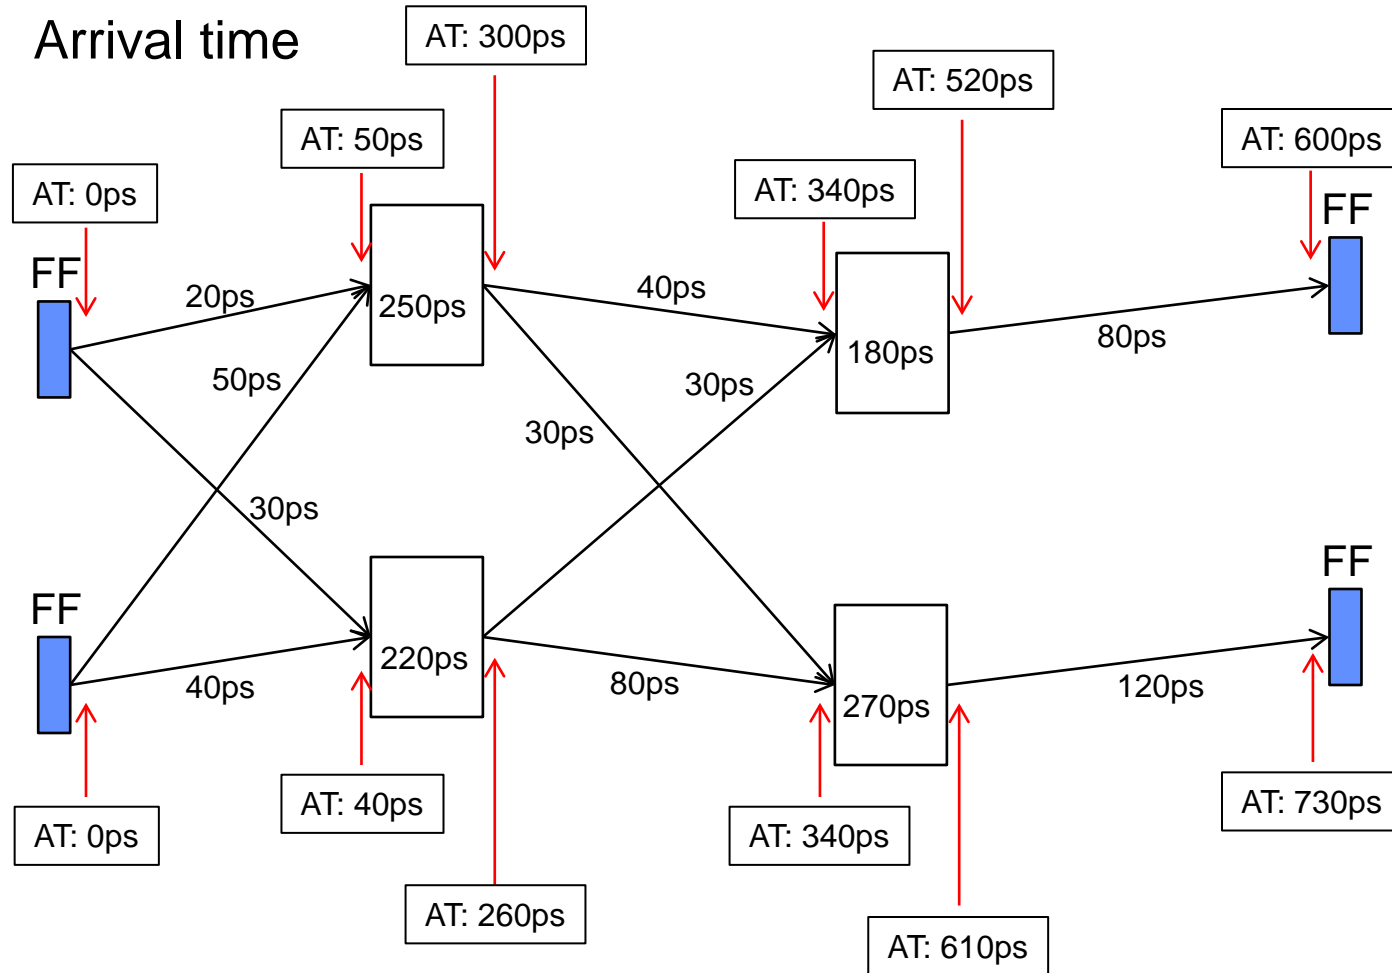 Arrival time
AT: 300ps
AT: 520ps
AT: 50ps
AT: 600ps
AT: 0ps
AT: 340ps
FF
FF
20ps
250ps
40ps
180ps
80ps
50ps
30ps
30ps
30ps
FF
FF
220ps
40ps
80ps
270ps
120ps
AT: 40ps
AT: 730ps
AT: 0ps
AT: 340ps
AT: 260ps
AT: 610ps